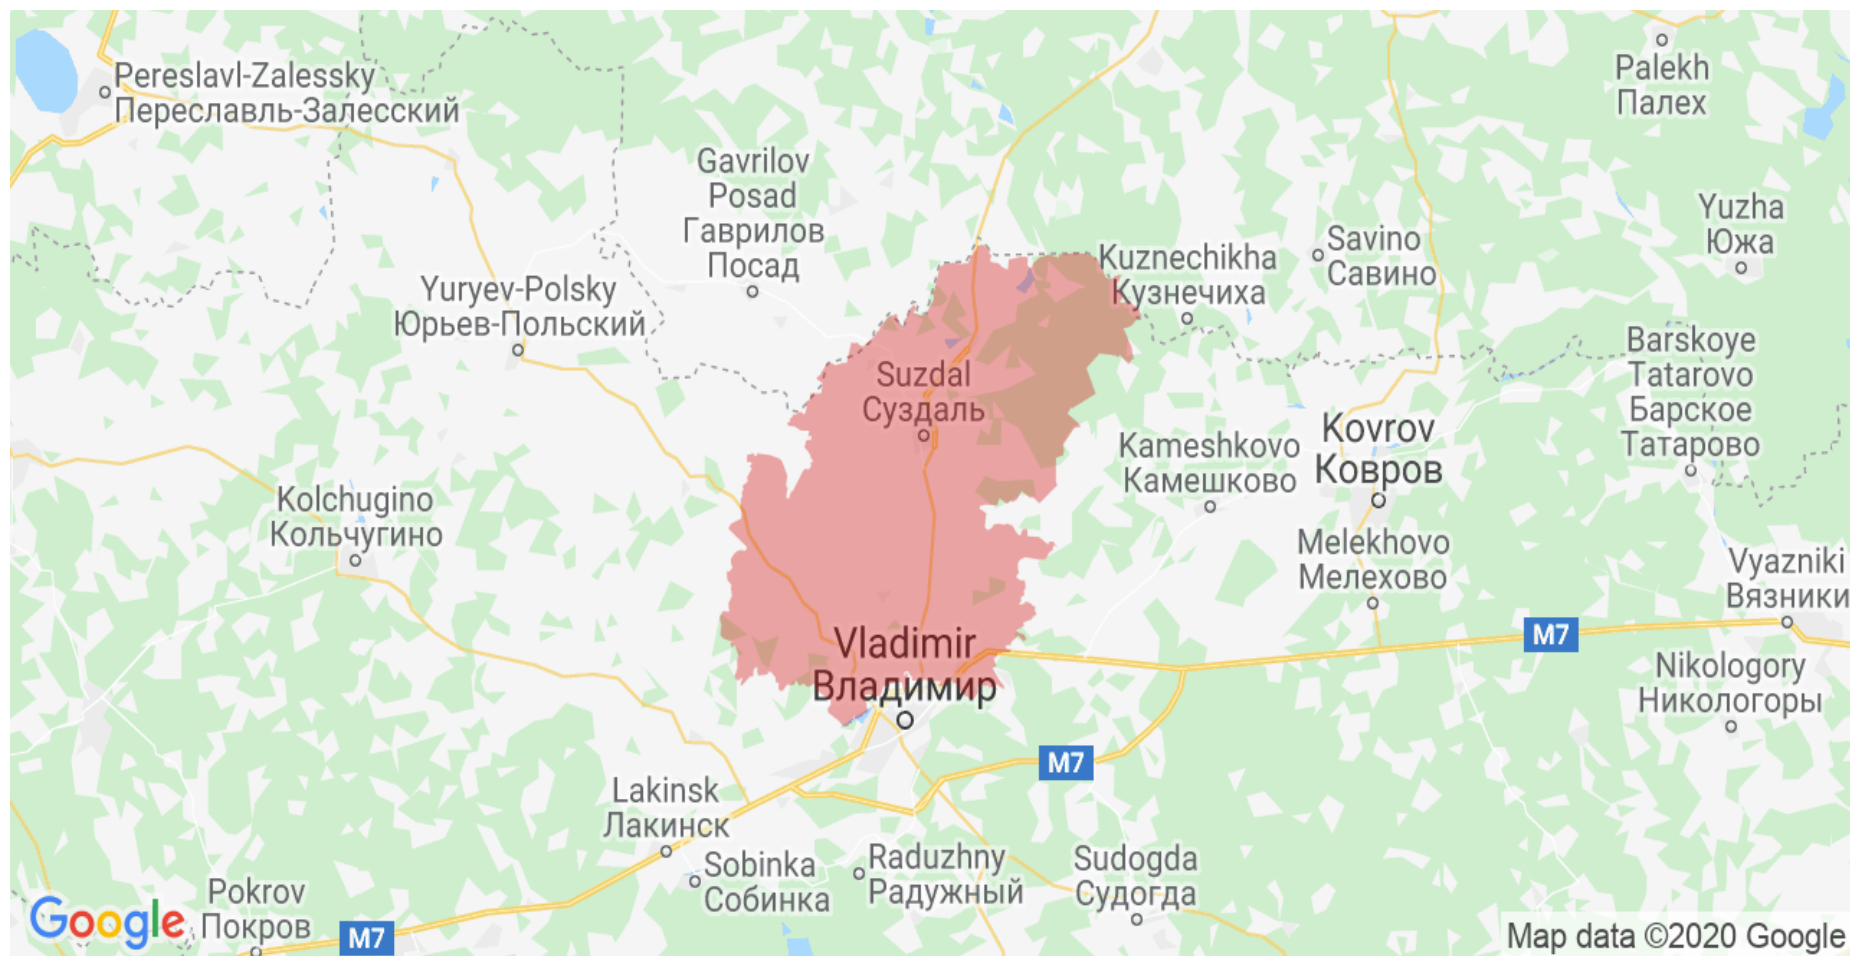 Palekh
Палех
Pereslavl-Zalessky
Переславль-Залесский
Gavrilov
Posad
Гаврилов
Посад
Yuzha
Южа
Savino
Савино
Kuznechikha
Кузнечиха
Yuryev-Polsky
Юрьев-Польский
Barskoye
Tatarovo
Барское
Татарово
Suzdal
Суздаль
Kovrov
Ковров
Kameshkovo
Камешково
Kolchugino
Кольчугино
Melekhovo
Мелехово
Vyazniki
Вязники
M7
Vladimir
Владимир
Nikologory
Никологоры
M7
Lakinsk
Лакинск
Sobinka
Собинка
Raduzhny
Радужный
Sudogda
Судогда
Pokrov
Покров
M7
Google
Map data ©2020 Google